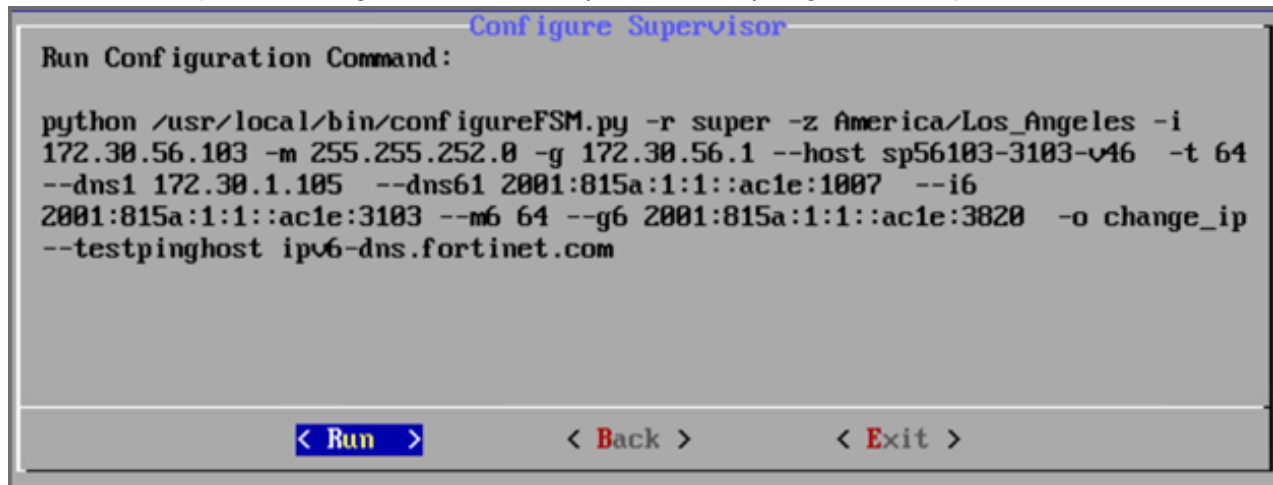 Configure Supervisor
Run Configuration Command:
python /usr/local/bin/configureFSM.py -r super -z America/Los_Angeles -i
172.30.56.103 -m 255.255.252.0 -g 172.30.56.1 --host sp56103-3103-v46 -t 64
--dns1 172.30.1.105 --dns61 2001:815a:1:1::ac1e:1007 --i6
2001:815a:1:1::ac1e:3103 --m6 64 --g6 2001:815a:1:1::ac1e:3820 -o change_ip
--testpinghost ipv6-dns.fortinet.com
< Run > < Back > < Exit >